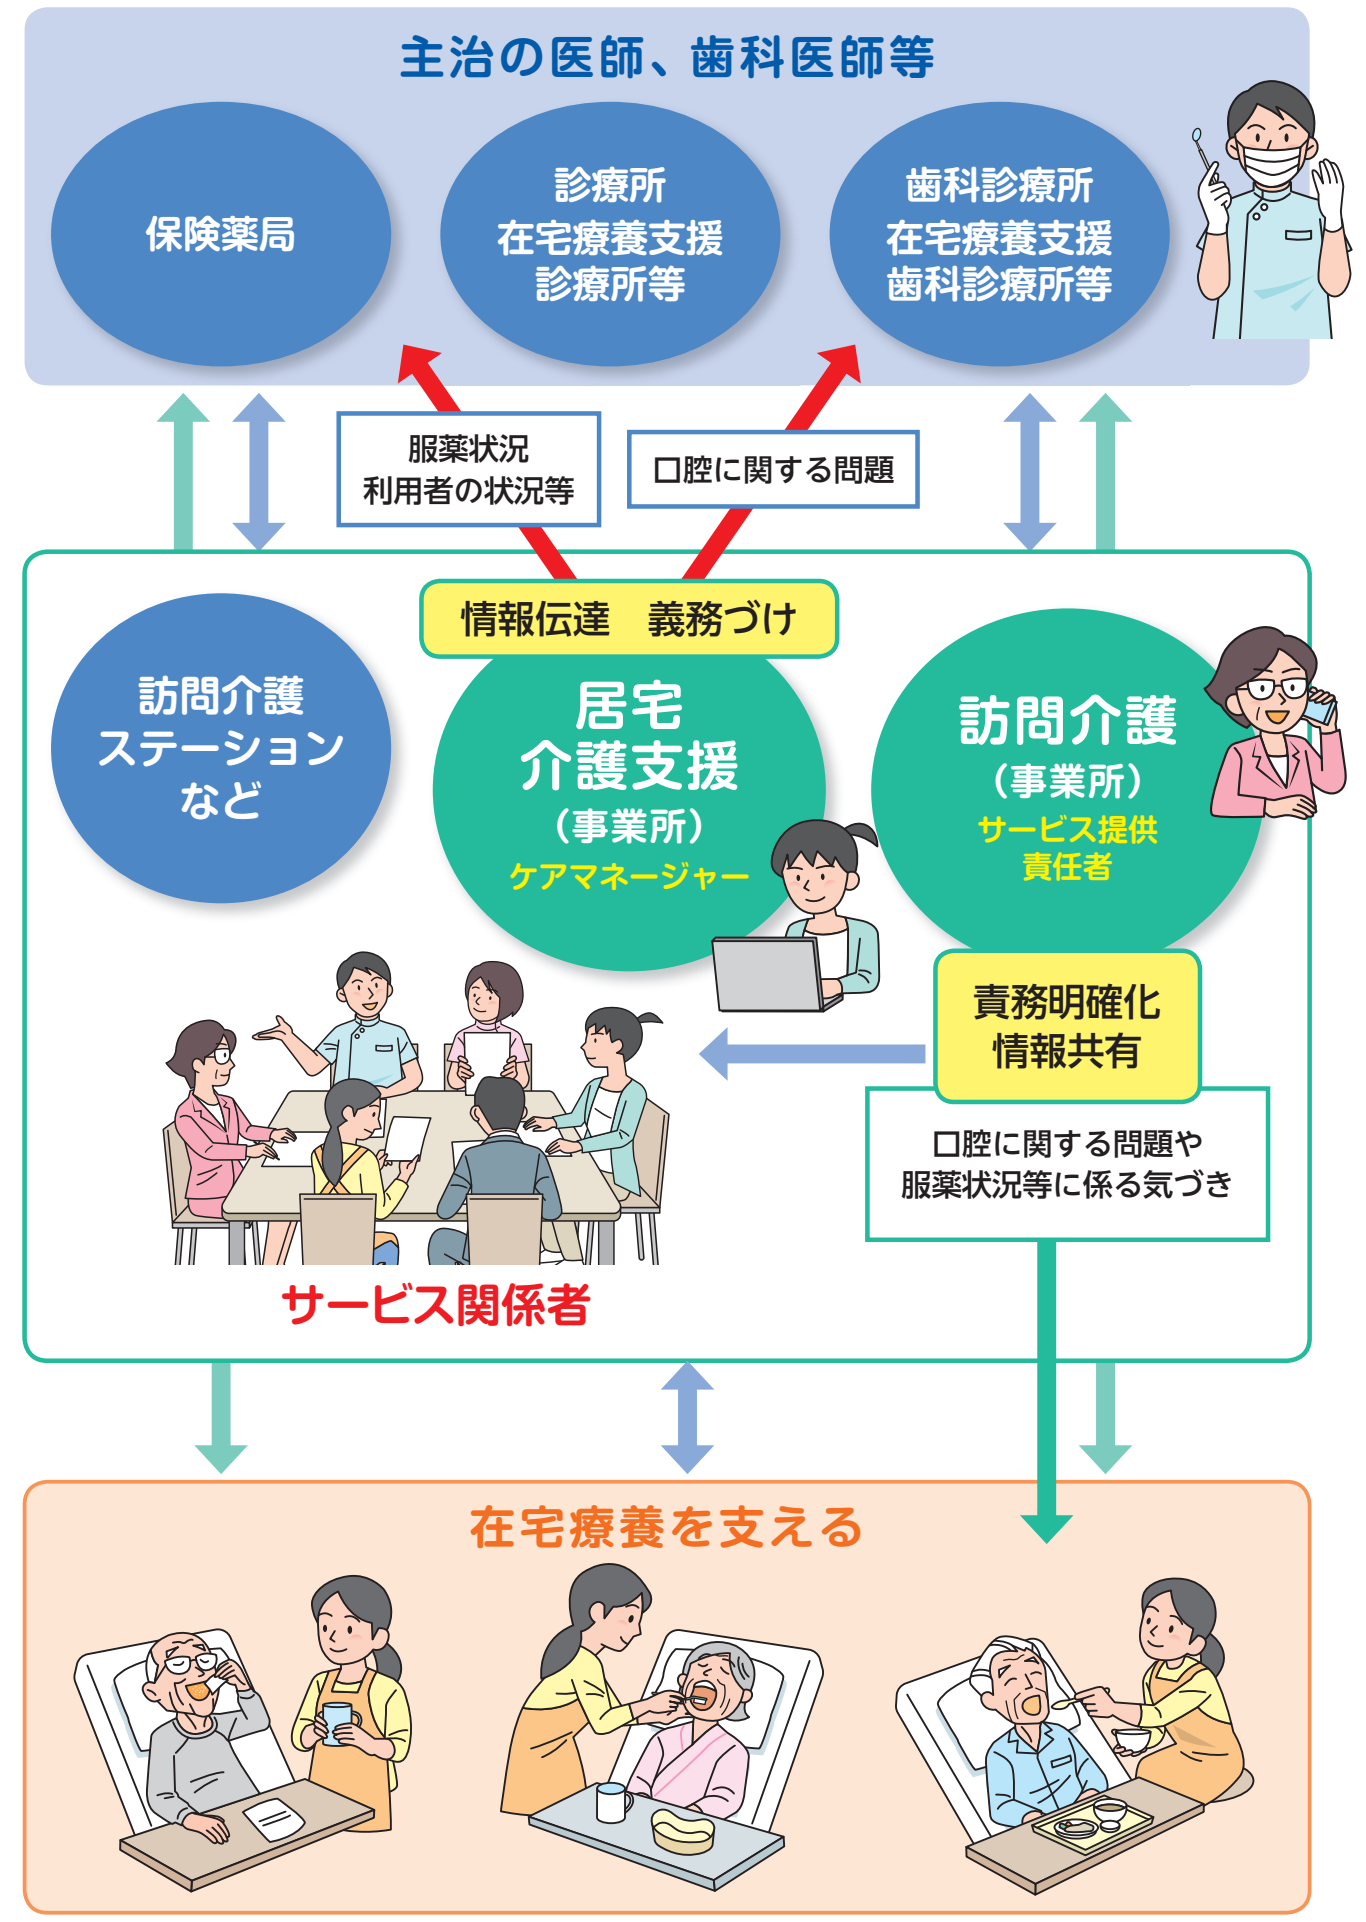 主治の医師、歯科医師等
保険薬局
診療所
在宅療養支援
診療所等
歯科診療所
在宅療養支援
歯科診療所等
服薬状況
利用者の状況等
口腔に関する問題
情報伝達　義務づけ
訪問介護
ステーション
など
居宅
介護支援
（事業所）
ケアマネージャー
訪問介護
（事業所）
サービス提供
責任者
責務明確化
情報共有
口腔に関する問題や
服薬状況等に係る気づき
サービス関係者
在宅療養を支える